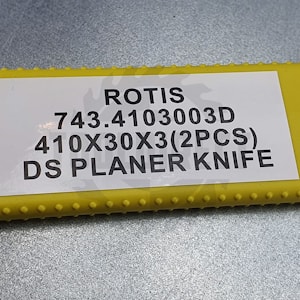 ROTIS
743.4103003D
410X30X3(2PCS)
DS PLANER KNIFE